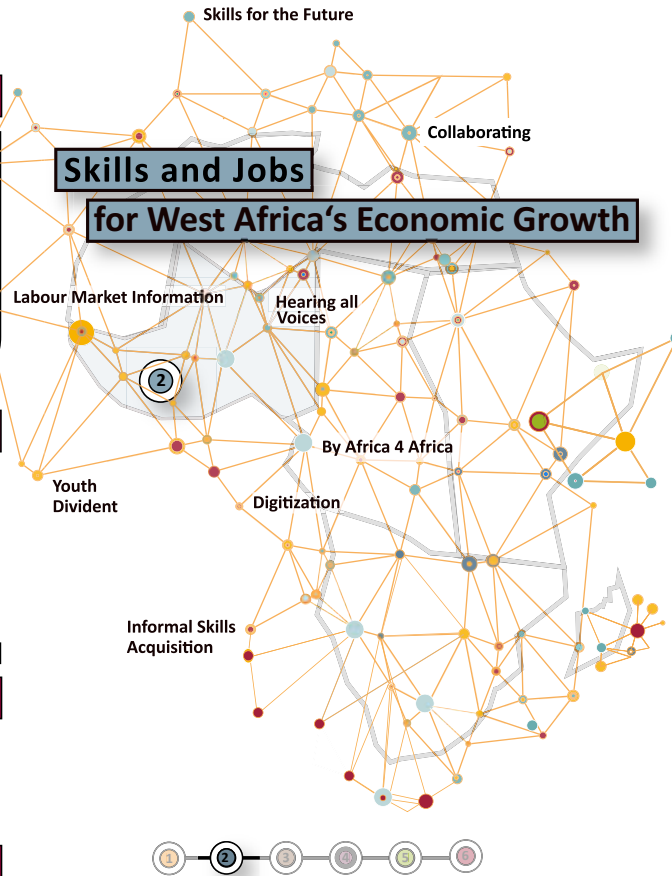 Skills for the Future
Collaborating
Skills and Jobs
for West Africa‘s Economic Growth
Labour Market Information
Hearing all
Voices
2
By Africa 4 Africa
Youth
Divident
Digitization
Informal Skills
Acquisition
1 2 3 4 5 6